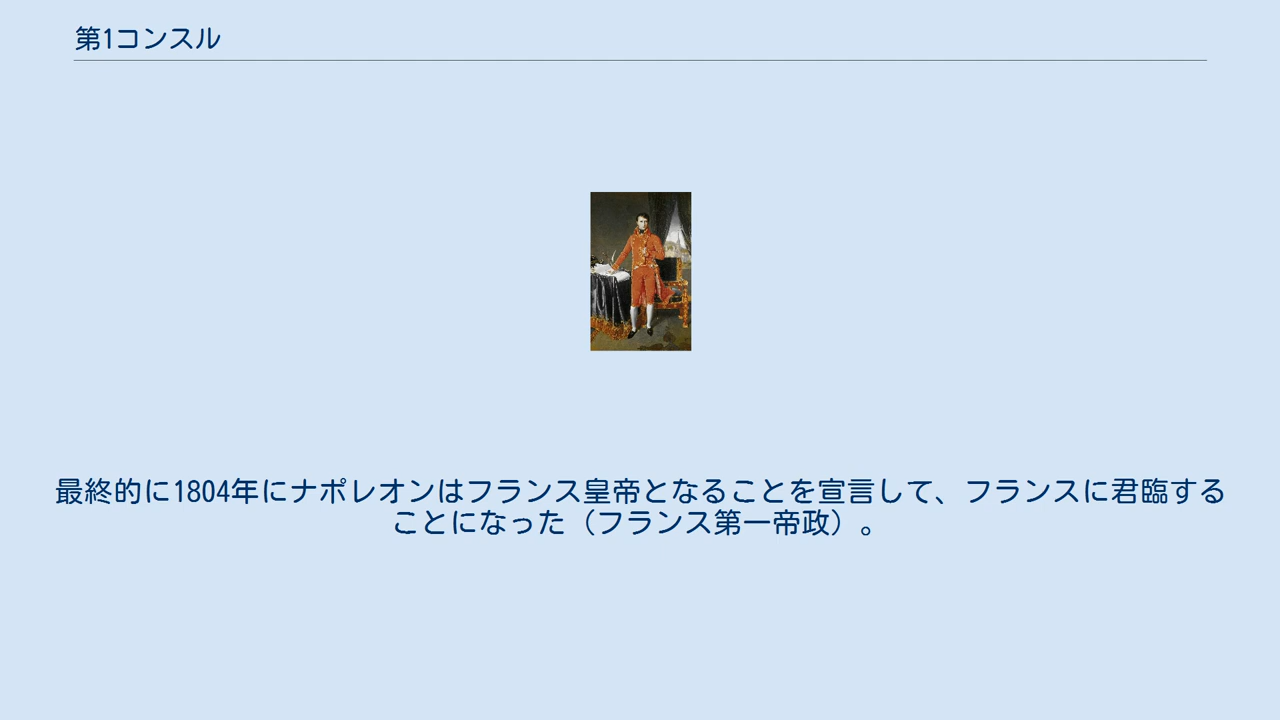 第1コンスル
最終的に1804年にナポレオンはフランス皇帝となることを宣言して、フランスに君臨する
ことになった（フランス第一帝政）。